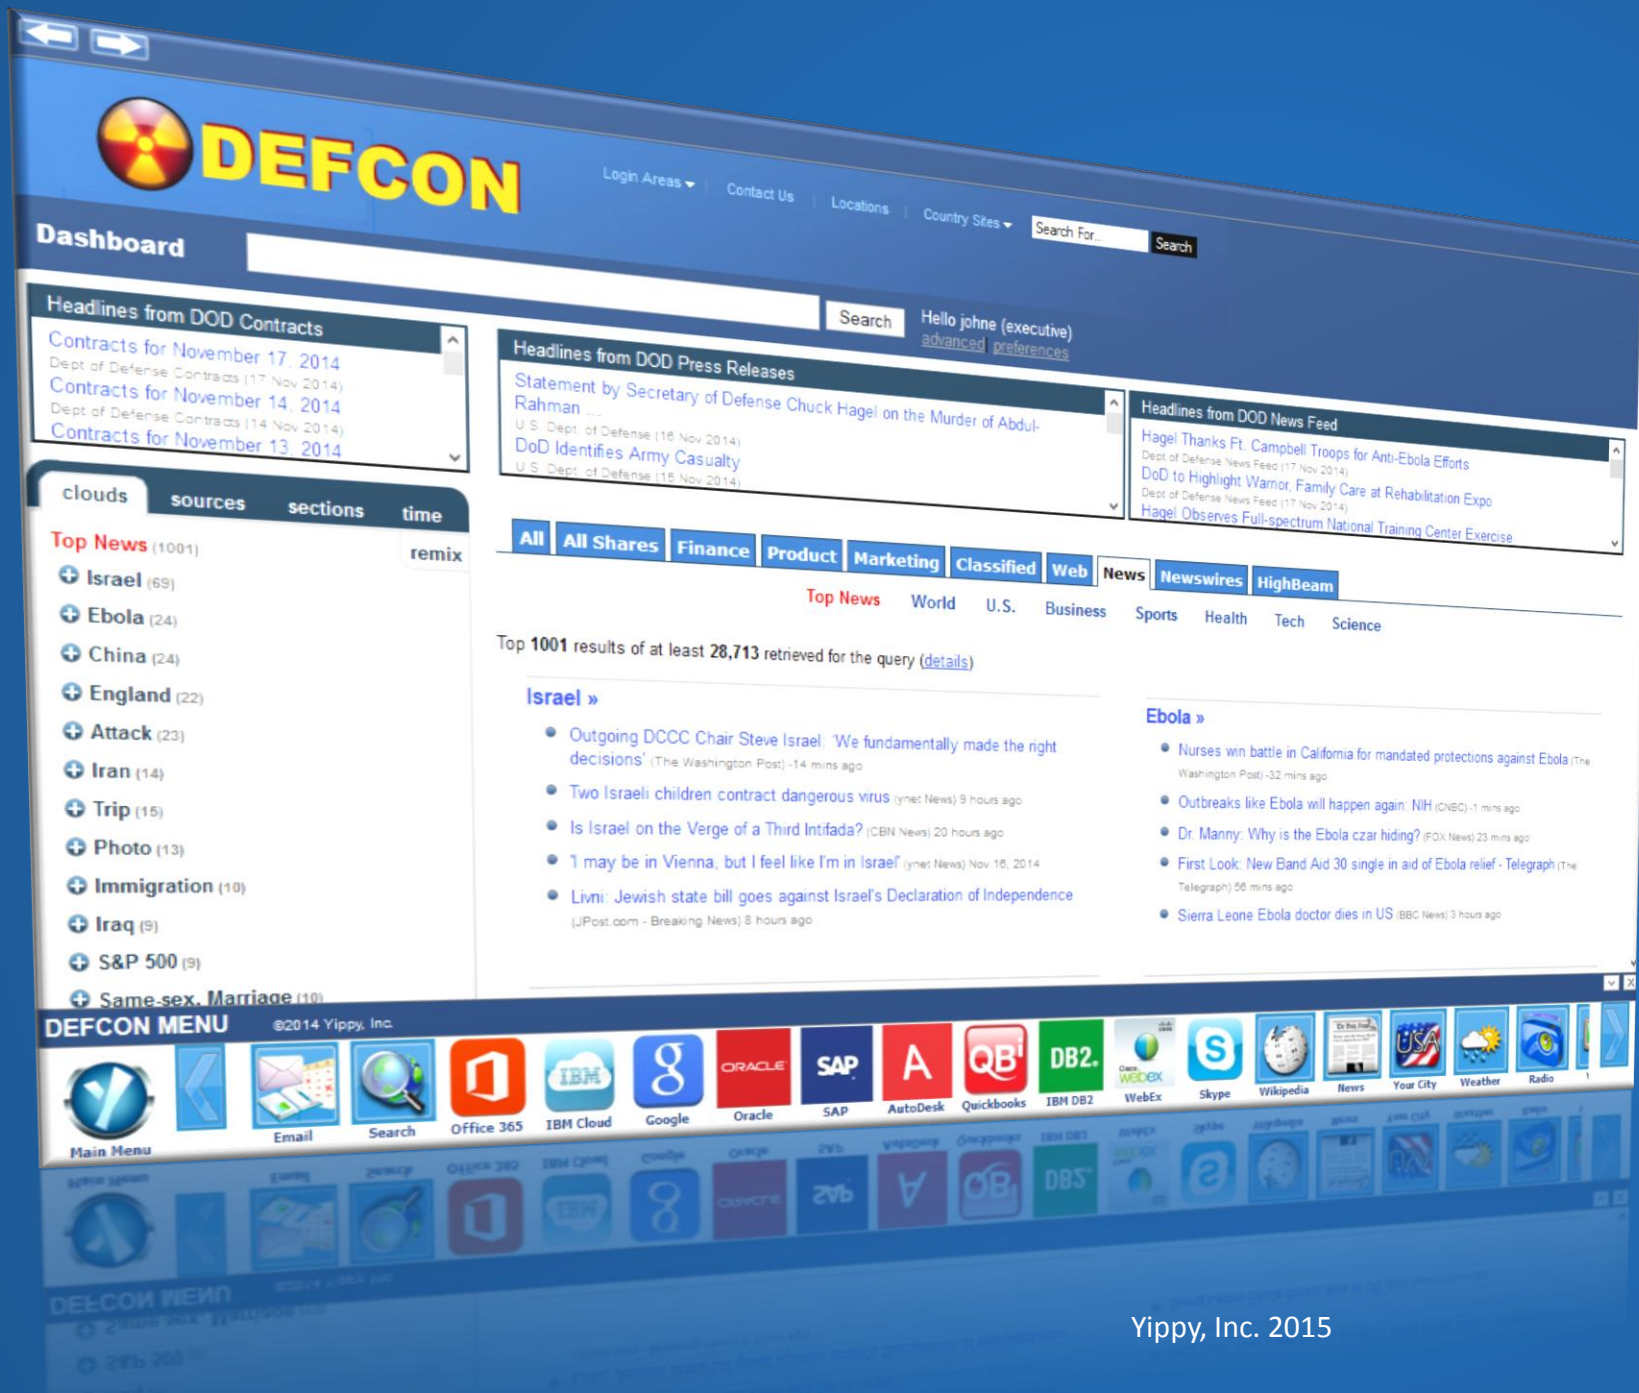 DEFCON
Login Areas
Contact Us
Locations
Country Sites
Search For...
Search
Dashboard
Search
Hello johne (executive)
advanced| preferences
Headlines from DOD Contracts
Contracts for November 17, 2014
Dept of Defense Contracts (17 Nov 2014)
Contracts for November 14, 2014
Dept of Defense Contracts (14 Nov 2014)
Contracts for November 13, 2014
Headlines from DOD Press Releases
Statement by Secretary of Defense Chuck Hagel on the Murder of Abdul-
Rahman ...
U.S. Dept. of Defense (16 Nov 2014)
DoD Identifies Army Casualty
U.S. Dept. of Defense (15 Nov 2014)
Headlines from DOD News Feed
Hagel Thanks Ft. Campbell Troops for Anti-Ebola Efforts
Dept of Defense News Feed (17 Nov 2014)
DoD to Highlight Warrior, Family Care at Rehabilitation Expo
Dept of Defense News Feed (17 Nov 2014)
Hagel Observes Full-spectrum National Training Center Exercise
clouds sources sections time
Top News (1001)
remix
Israel (69)
Ebola (24)
China (24)
England (22)
Attack (23)
Iran (14)
Trip (15)
Photo (13)
Immigration (10)
Iraq (9)
S&P 500 (9)
Same-sex, Marriage (10)
All All Shares Finance Product Marketing Classified Web News Newswires HighBeam
Top News World U.S. Business Sports Health Tech Science
Top 1001 results of at least 28,713 retrieved for the query (details)
Israel »
Outgoing DCCC Chair Steve Israel: 'We fundamentally made the right
decisions' (The Washington Post) -14 mins ago
Two Israeli children contract dangerous virus (ynet News) 9 hours ago
Is Israel on the Verge of a Third Intifada? (CBN News) 20 hours ago
'I may be in Vienna, but I feel like I'm in Israel' (ynet News) Nov 16, 2014
Livni: Jewish state bill goes against Israel's Declaration of Independence
(JPost.com - Breaking News) 8 hours ago
Ebola »
Nurses win battle in California for mandated protections against Ebola (The
Washington Post) -32 mins ago
Outbreaks like Ebola will happen again: NIH (CNBC) -1 mins ago
Dr. Manny: Why is the Ebola czar hiding? (FOX News) 23 mins ago
First Look: New Band Aid 30 single in aid of Ebola relief - Telegraph (The
Telegraph) 56 mins ago
Sierra Leone Ebola doctor dies in US (BBC News) 3 hours ago
DEFCON MENU
©2014 Yippy, Inc.
IBM
g
ORACLE
SAP
A
QB
DB2.
Cisco
webex
S
USA
Main Menu
Email
Search
Office 365
IBM Cloud
Google
Oracle
SAP
AutoDesk
Quickbooks
IBM DB2
WebEx
Skype
Wikipedia
News
Your City
Weather
Radio
Yippy, Inc. 2015